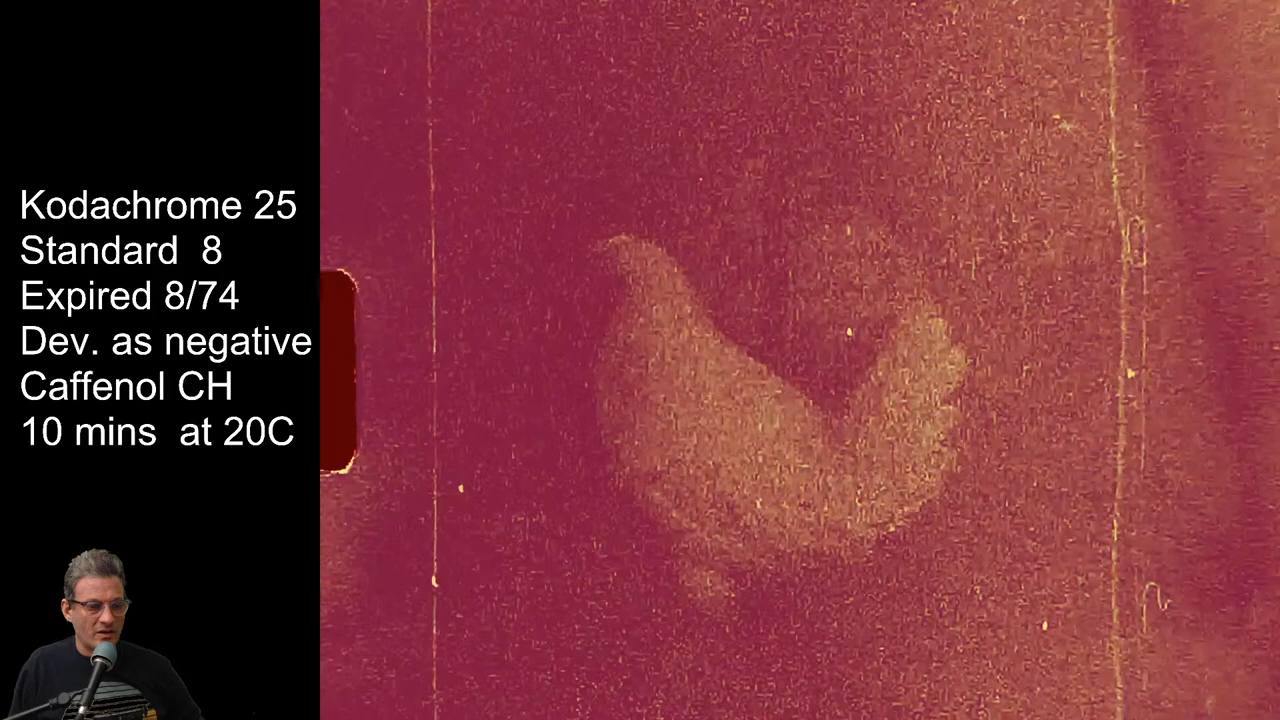 Kodachrome 25
Standard 8
Expired 8/74
Dev. as negative
Caffenol CH
10 mins at 20C